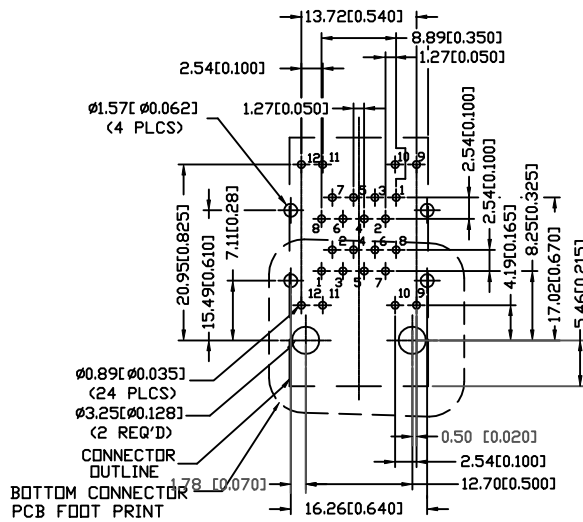 13.72[0.540]
8.89[0.350]
1.27[0.050]
2.54[0.100]
Ø1.57[Ø0.062]
(4 PLCS)
1.27[0.050]
2.54[0.100]
2.54[0.100]
4.19[0.165]
8.25[0.325]
17.02[0.670]
5.46[0.215]
20.95[0.825]
15.49[0.610]
7.11[0.28]
12 11 10 9
7 5 3 1
8 6 4 2
2 4 6 8
1 3 5 7
12 11 10 9
Ø0.89[Ø0.035]
(24 PLCS)
Ø3.25[Ø0.128]
(2 REQ'D)
CONNECTOR
OUTLINE
BOTTOM CONNECTOR
PCB FOOT PRINT
1.78 [0.070]
0.50 [0.020]
2.54[0.100]
12.70[0.500]
16.26[0.640]